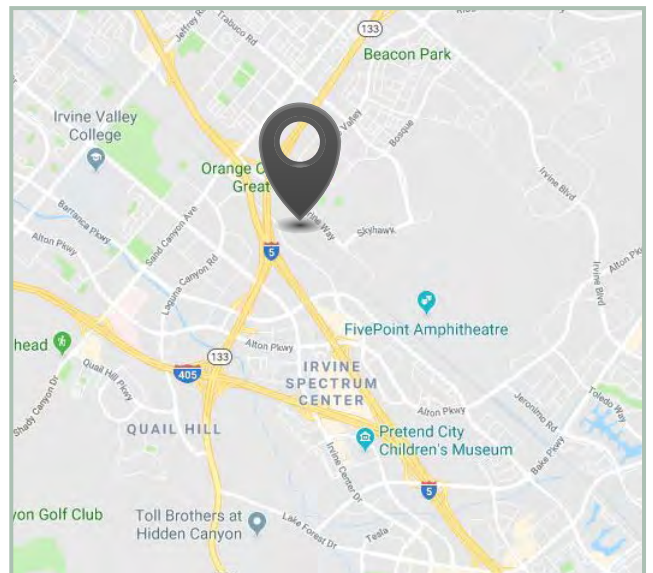 Jeffrey Rd
Trabuco Rd
133
Beacon Park
Irvine Valley
College
Valley
Bosque
Orange
Great
Irvine Blvd
Barranca Pkwy
Sand Canyon Ave
Skyhawk
Alton Pkwy
5
Alton Pkwy
Irvine Blvd
Laguna Canyon Rd
FivePoint Amphitheatre
head
133
Alton Pkwy
405
IRVINE
SPECTRUM
CENTER
Quail Hill Pkwy
Shady Canyon Dr
QUAIL HILL
Alton Pkwy
Jeronimo Rd
Toledo Way
Pretend City
Children's Museum
Bake Pkwy
Irvine Center Dr
5
yon Golf Club
Toll Brothers at
Hidden Canyon
Lake Forest Dr
Tesla